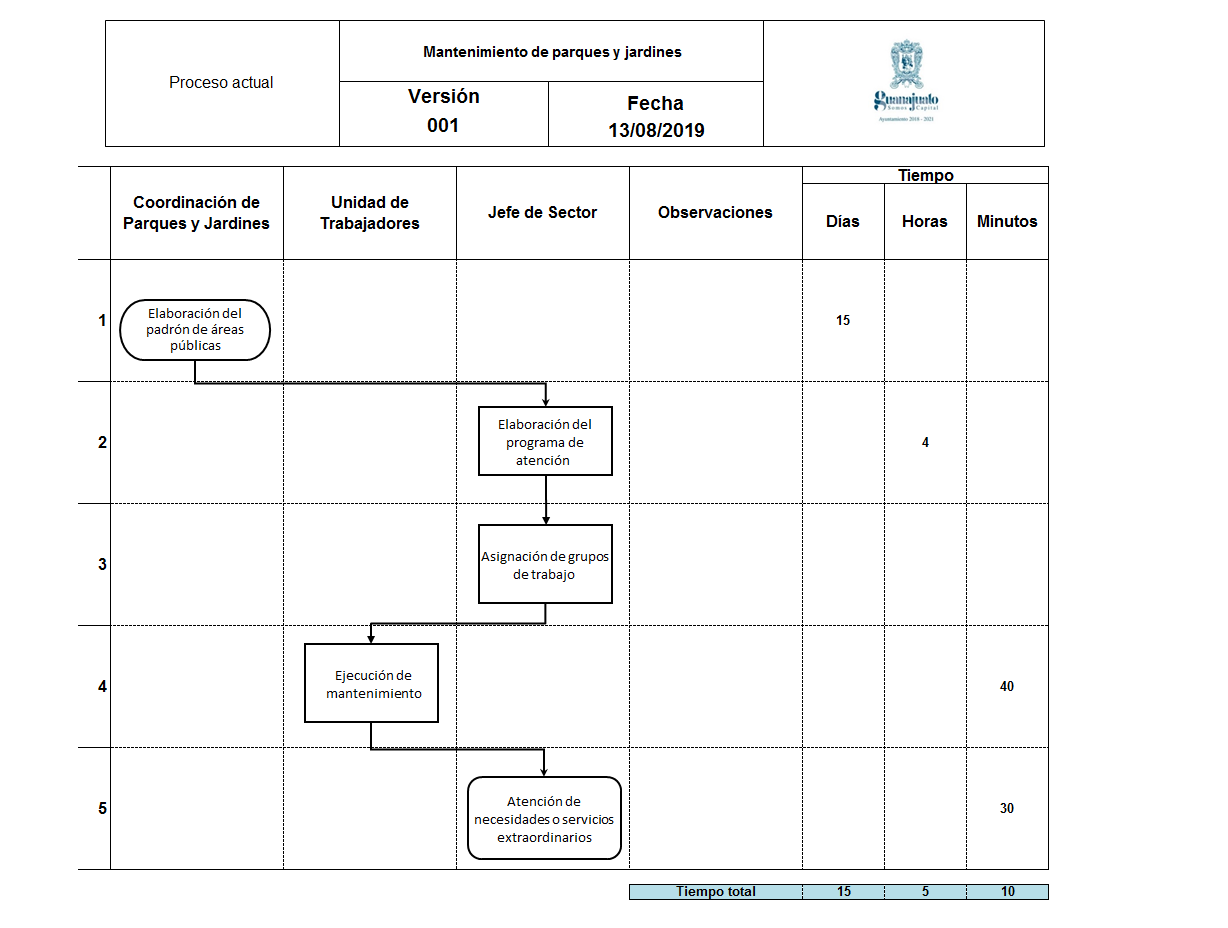 Proceso actual
Mantenimiento de parques y jardines
Versión
001
Fecha
13/08/2019
Guanajuato
Somos Capital
Ayuntamiento 2018 - 2021
Coordinación de
Parques y Jardines
Unidad de
Trabajadores
Jefe de Sector
Observaciones
Tiempo
Días
Horas
Minutos
1
Elaboración del
padrón de áreas
públicas
15
2
Elaboración del
programa de
atención
4
3
Asignación de grupos
de trabajo
4
Ejecución de
mantenimiento
40
5
Atención de
necesidades o servicios
extraordinarios
30
Tiempo total
15
5
10